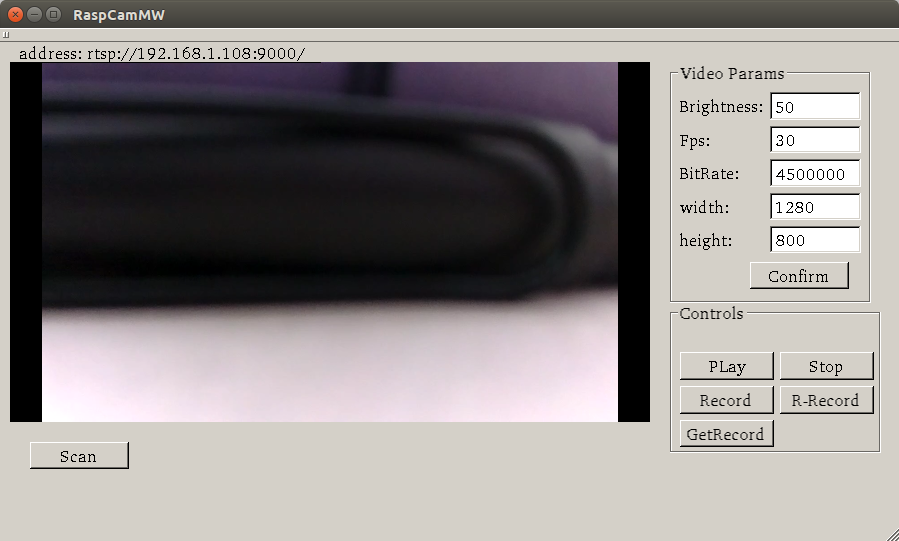 RaspCamMW
address: rtsp://192.168.1.108:9000/
Video Params
Brightness: 50
Fps: 30
BitRate: 4500000
width: 1280
height: 800
Confirm
Controls
PLay Stop
Record R-Record
GetRecord
Scan